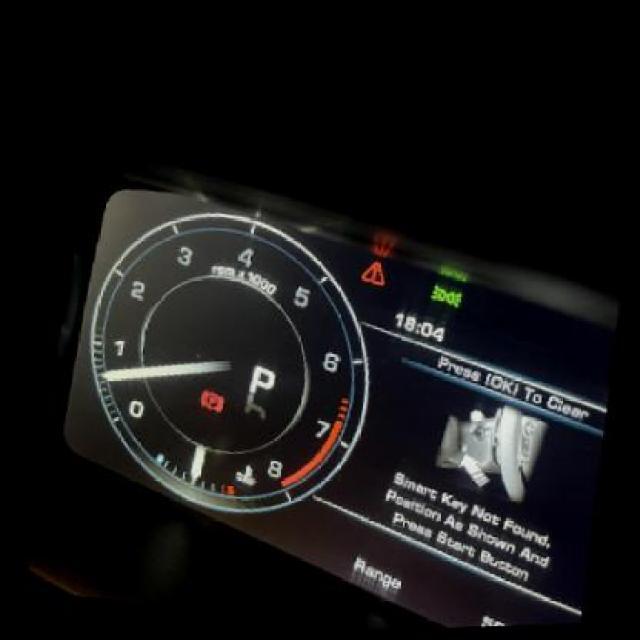 4
3
5
rpm x 1000
2
18:04
6
1
Press [OK] To Clear
P
0
7
8
Smart Key Not Found,
Position As Shown And
Press Start Button
Range